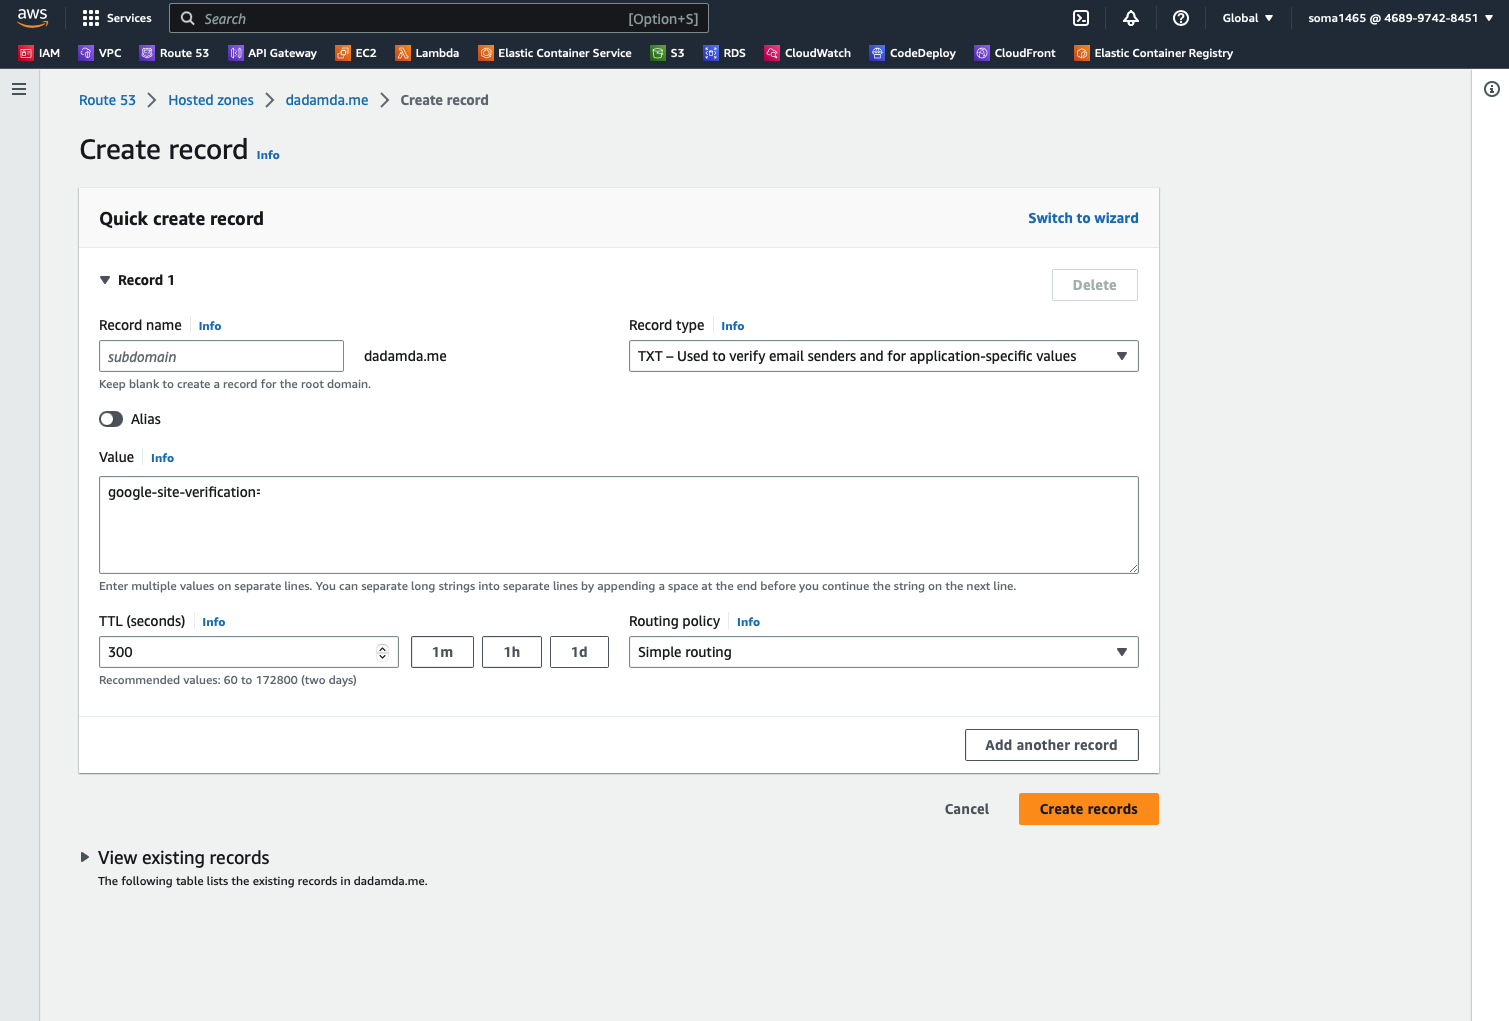 aws
Services
Search
[Option+S]
Global
soma1465 @ 4689-9742-8451
IAM
VPC
Route 53
API Gateway
EC2
Lambda
Elastic Container Service
S3
RDS
CloudWatch
CodeDeploy
CloudFront
Elastic Container Registry
Route 53
Hosted zones
dadamda.me
Create record
Create record Info
Quick create record
Switch to wizard
Record 1
Delete
Record name
Info
Record type
Info
subdomain
dadamda.me
TXT – Used to verify email senders and for application-specific values
Keep blank to create a record for the root domain.
Alias
Value
Info
google-site-verification=
Enter multiple values on separate lines. You can separate long strings into separate lines by appending a space at the end before you continue the string on the next line.
TTL (seconds)
Info
Routing policy
Info
300
1m
1h
1d
Simple routing
Recommended values: 60 to 172800 (two days)
Add another record
Cancel
Create records
View existing records
The following table lists the existing records in dadamda.me.